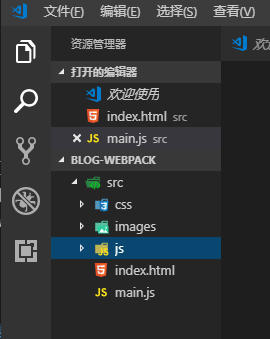 文件(F) 编辑(E) 选择(S) 查看(V)
资源管理器
打开的编辑器
欢迎使用
index.html src
JS main.js src
BLOG-WEBPACK
src
css
images
js
index.html
JS main.js